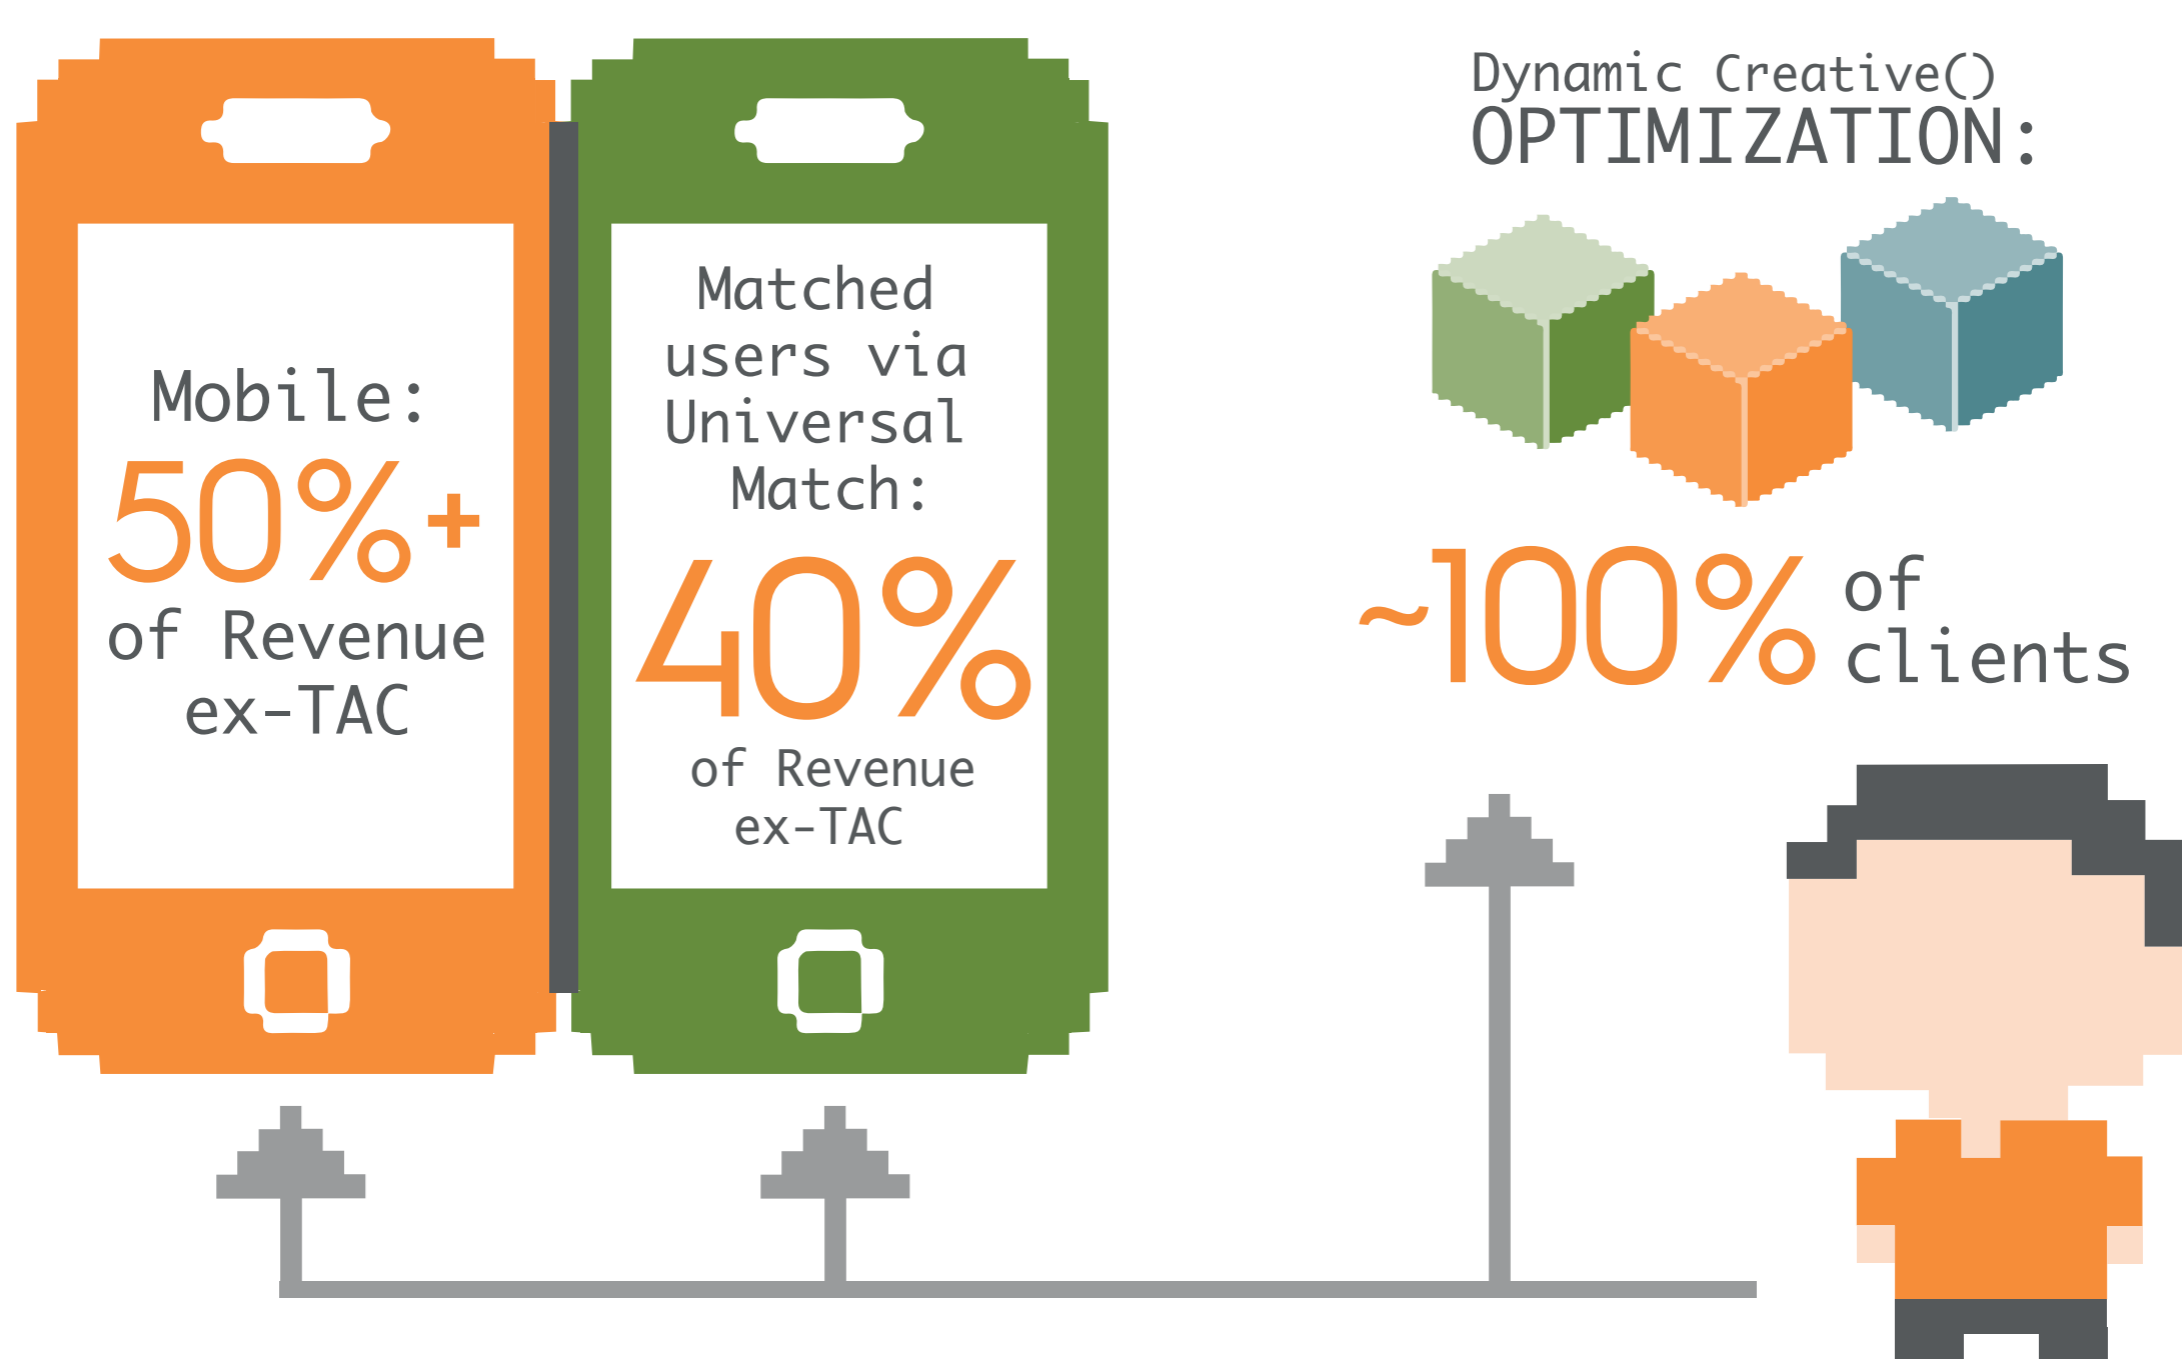 Mobile:
50%+
of Revenue
ex-TAC
Matched
users via
Universal
Match:
40%
of Revenue
ex-TAC
Dynamic Creative()
OPTIMIZATION:
~100% of
clients